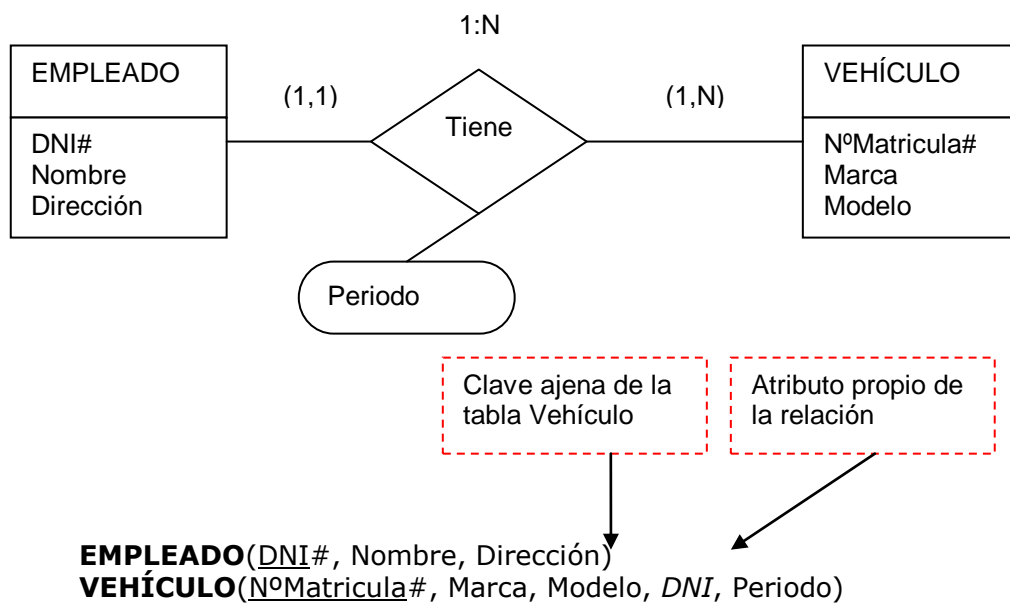 1:N
EMPLEADO
DNI#
Nombre
Dirección
(1,1)
Tiene
(1,N)
VEHÍCULO
NºMatricula#
Marca
Modelo
Periodo
Clave ajena de la
tabla Vehículo
Atributo propio de
la relación
EMPLEADO(DNI#, Nombre, Dirección)
VEHÍCULO(NºMatricula#, Marca, Modelo, DNI, Periodo)